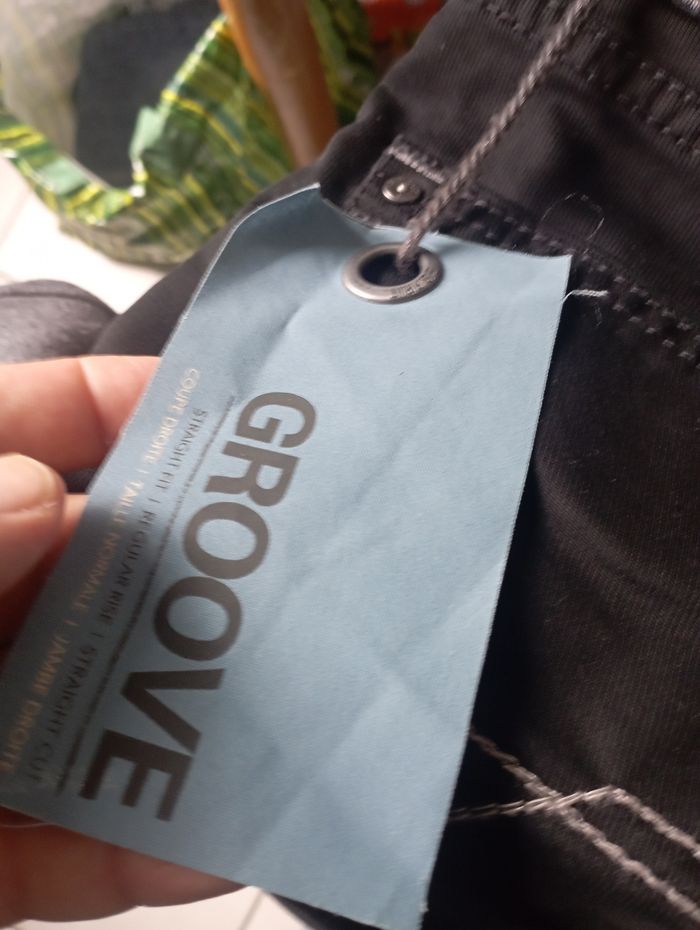 GROOVE
STRAIGHT FIT | REGULAR RISE | STRAIGHT CUT
COUPE DROITE | TAILLE NORMALE | JAMBE DROITE